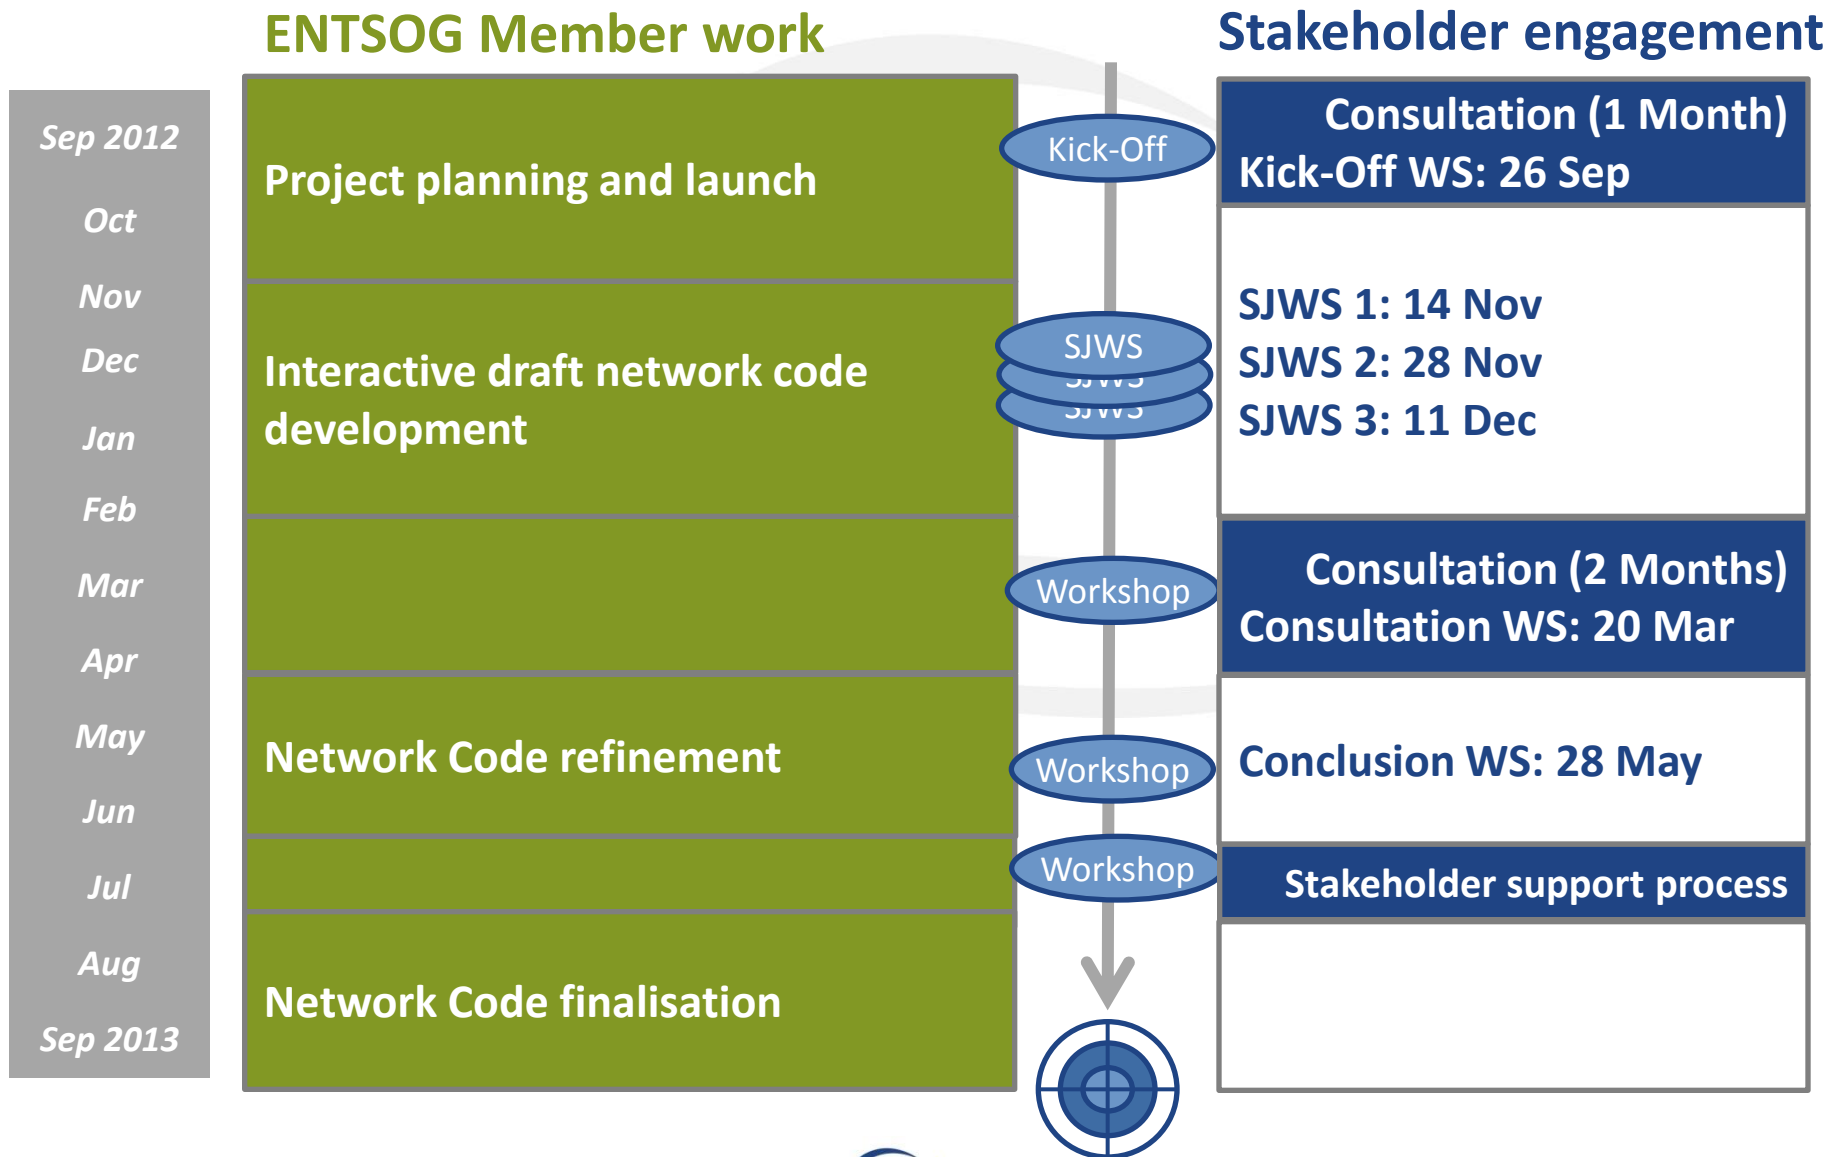 ENTSOG Member work
Stakeholder engagement
Sep 2012
Oct
Nov
Dec
Jan
Feb
Mar
Apr
May
Jun
Jul
Aug
Sep 2013
Project planning and launch
Interactive draft network code
development
Network Code refinement
Network Code finalisation
Kick-Off
SJWS
SJWS
SJWS
Workshop
Workshop
Workshop
Consultation (1 Month)
Kick-Off WS: 26 Sep
SJWS 1: 14 Nov
SJWS 2: 28 Nov
SJWS 3: 11 Dec
Consultation (2 Months)
Consultation WS: 20 Mar
Conclusion WS: 28 May
Stakeholder support process